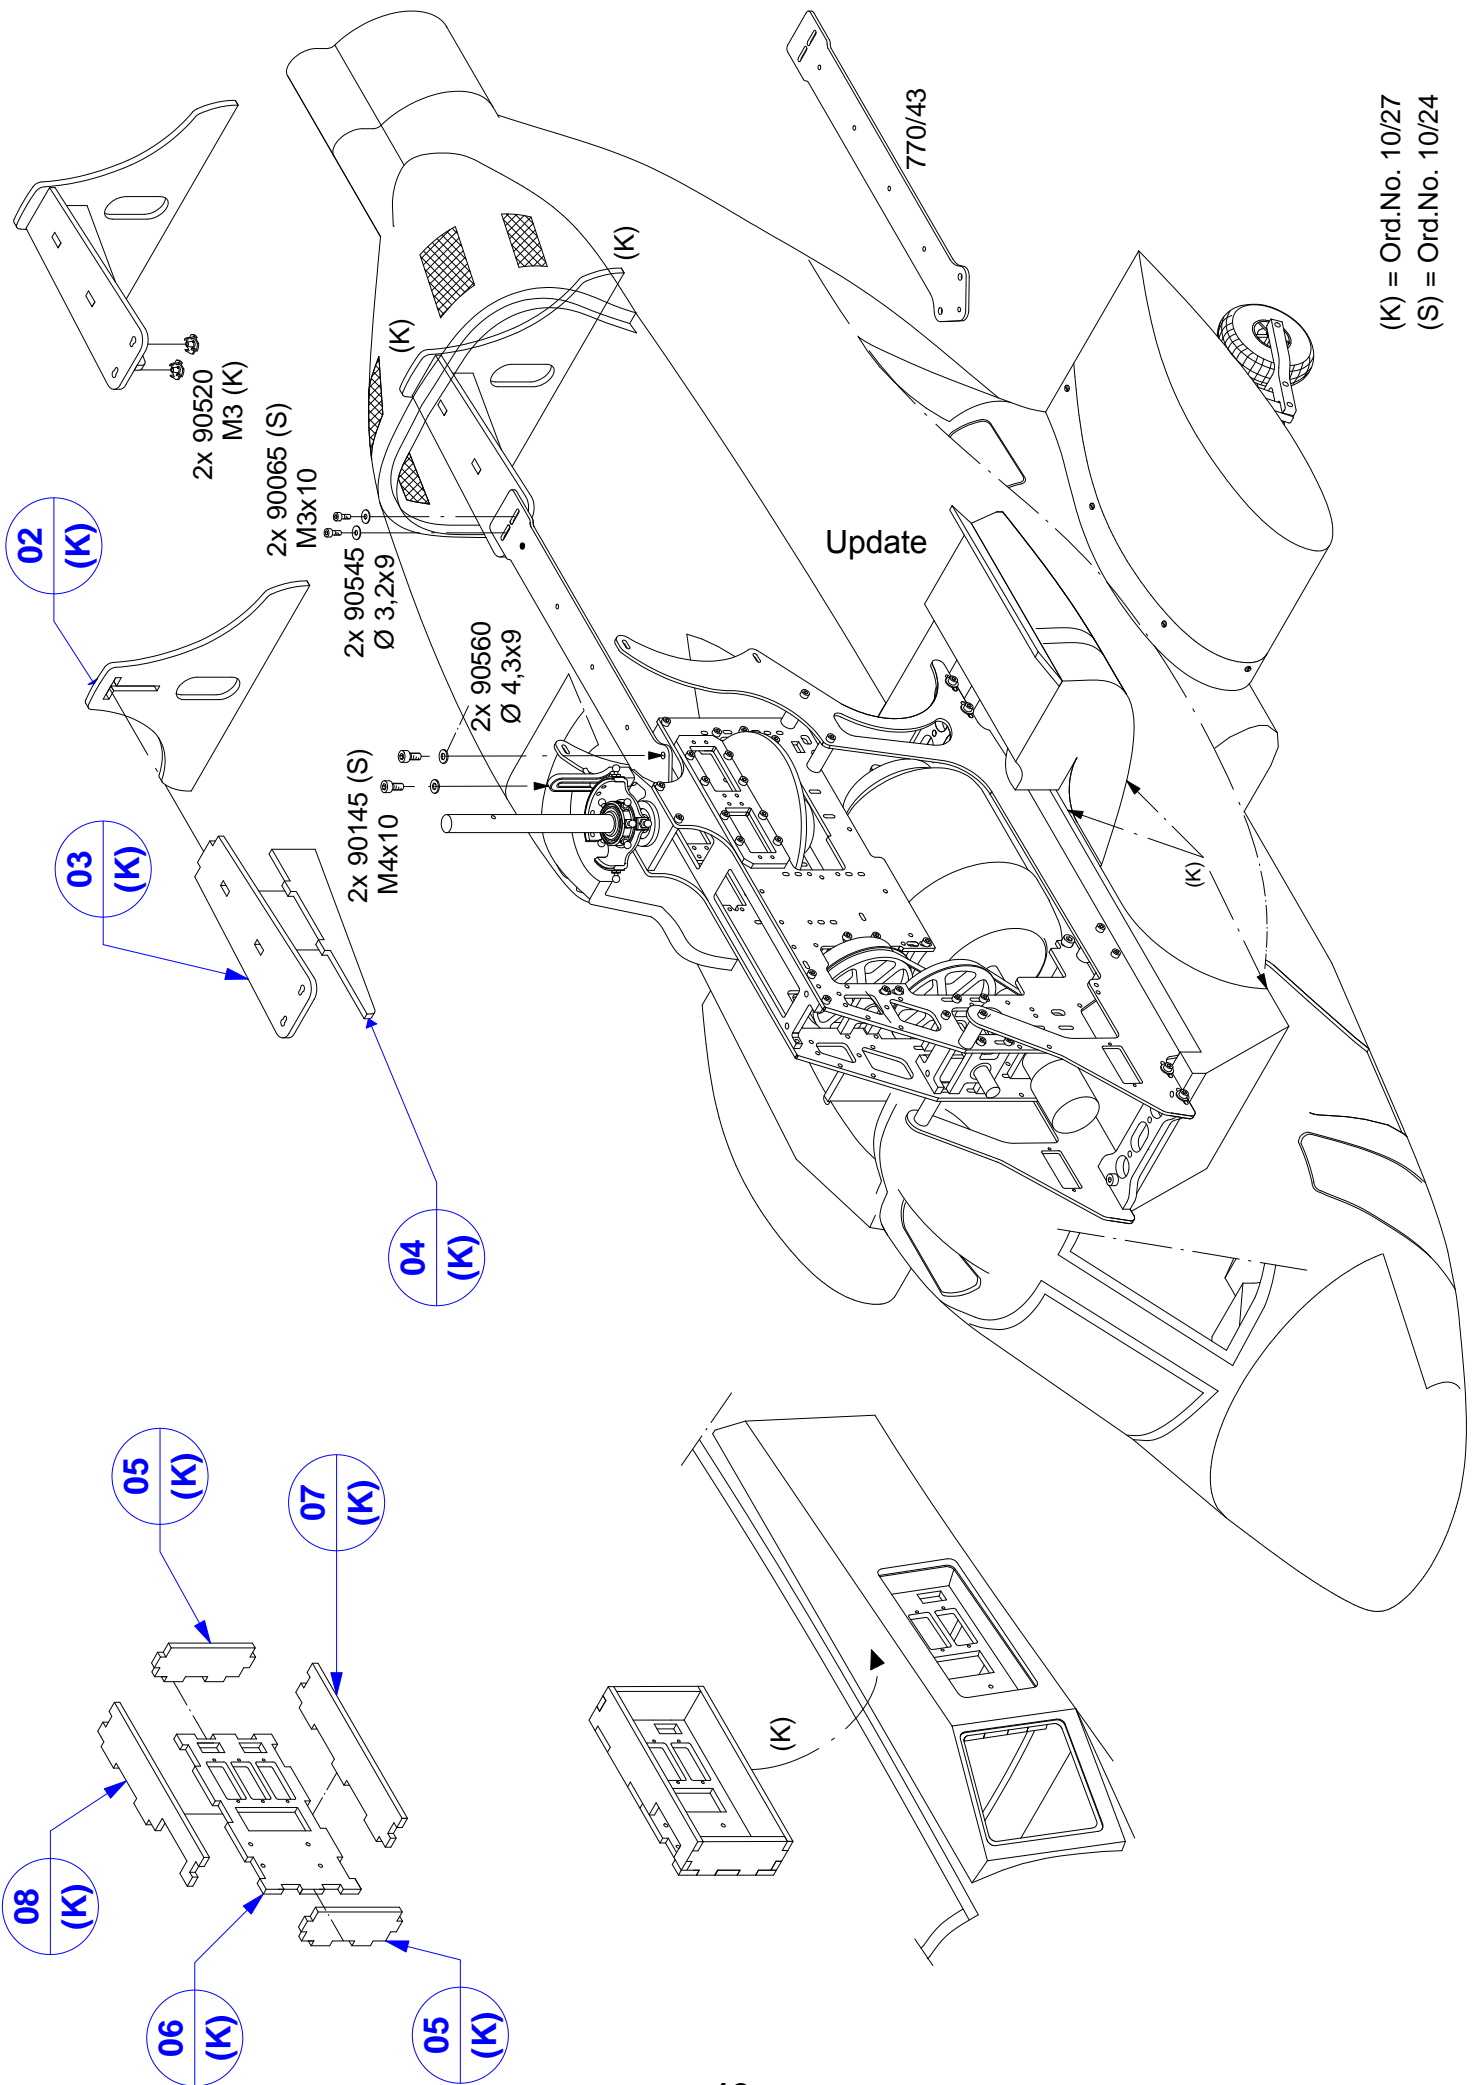 02
(K)
03
(K)
04
(K)
2x 90520
M3 (K)
2x 90065 (S)
M3x10
2x 90545
Ø 3,2x9
2x 90560
Ø 4,3x9
2x 90145 (S)
M4x10
(K)
(K)
770/43
Update
(K)
(K) = Ord.No. 10/27
(S) = Ord.No. 10/24
05
(K)
07
(K)
08
(K)
06
(K)
05
(K)
(K)